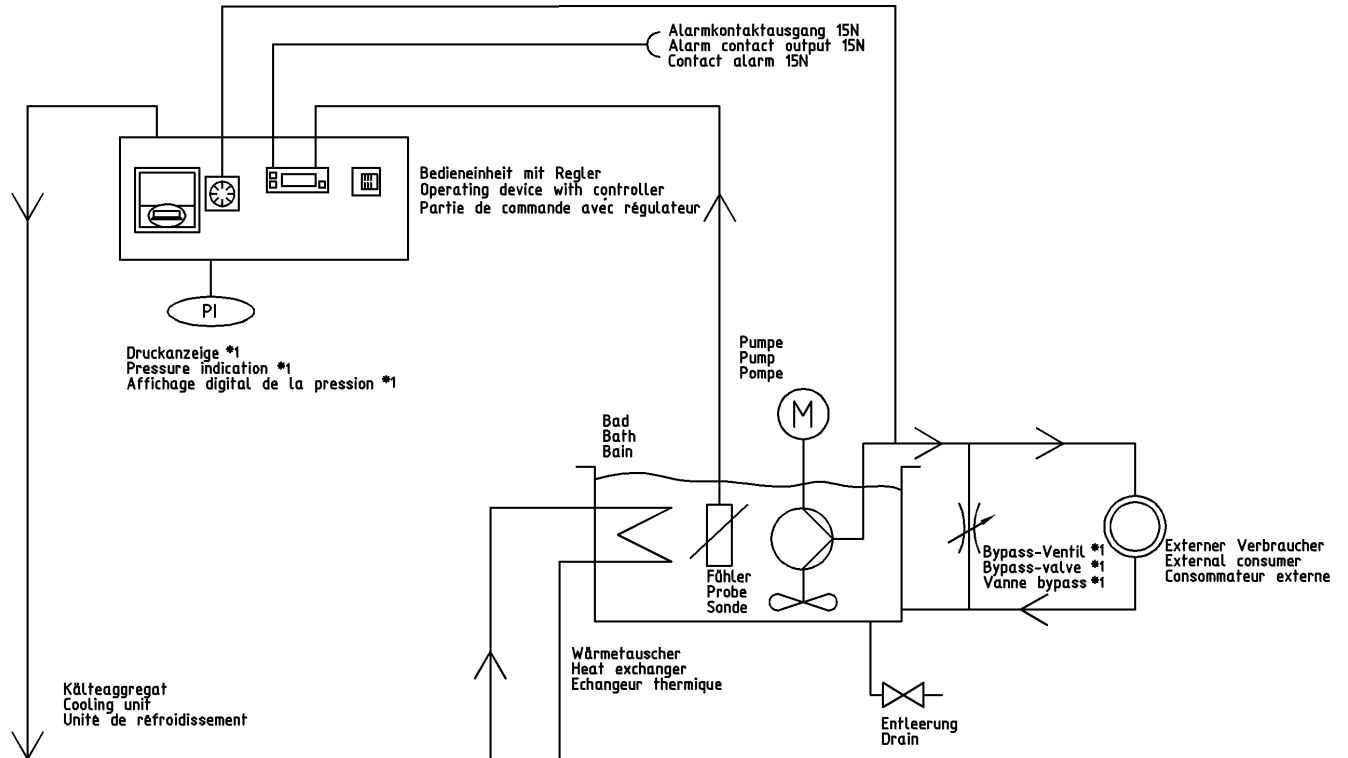 Alarmkontaktausgang 15N
Alarm contact output 15N
Contact alarm 15N
Bedieneinheit mit Regler
Operating device with controller
Partie de commande avec régulateur
PI
Druckanzeige *1
Pressure indication *1
Affichage digital de la pression *1
Pumpe
Pump
Pompe
M
Bad
Bath
Bain
Bypass-Ventil *1
Bypass-valve *1
Vanne bypass *1
Externer Verbraucher
External consumer
Consommateur externe
Fühler
Probe
Sonde
Wärmetauscher
Heat exchanger
Echangeur thermique
Kälteaggregat
Cooling unit
Unité de réfroidissement
Entleerung
Drain